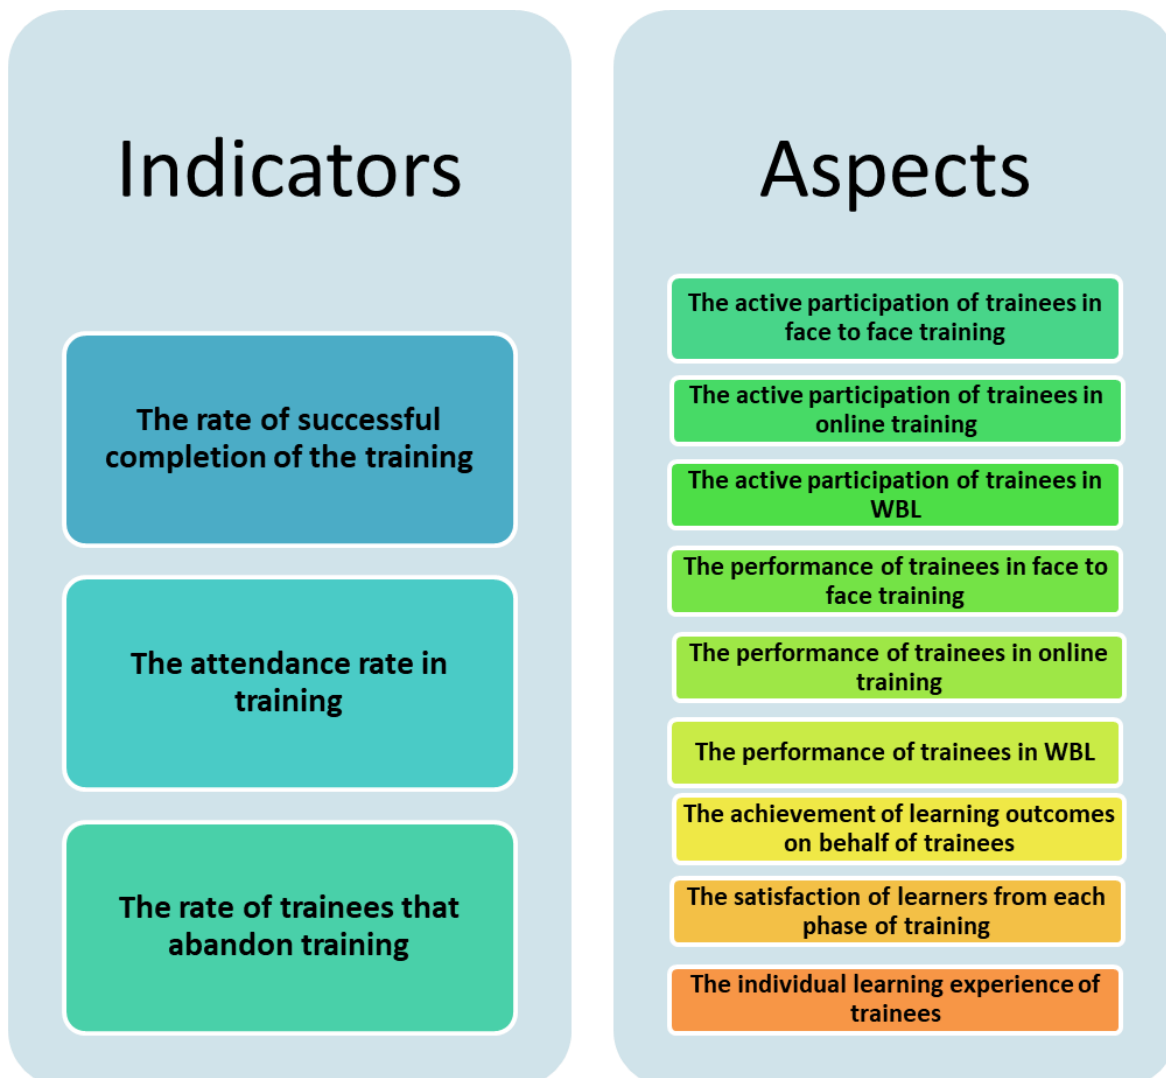 Indicators
The rate of successful
completion of the training
The attendance rate in
training
The rate of trainees that
abandon training
Aspects
The active participation of trainees in
face to face training
The active participation of trainees in
online training
The active participation of trainees in
WBL
The performance of trainees in face to
face training
The performance of trainees in online
training
The performance of trainees in WBL
The achievement of learning outcomes
on behalf of trainees
The satisfaction of learners from each
phase of training
The individual learning experience of
trainees